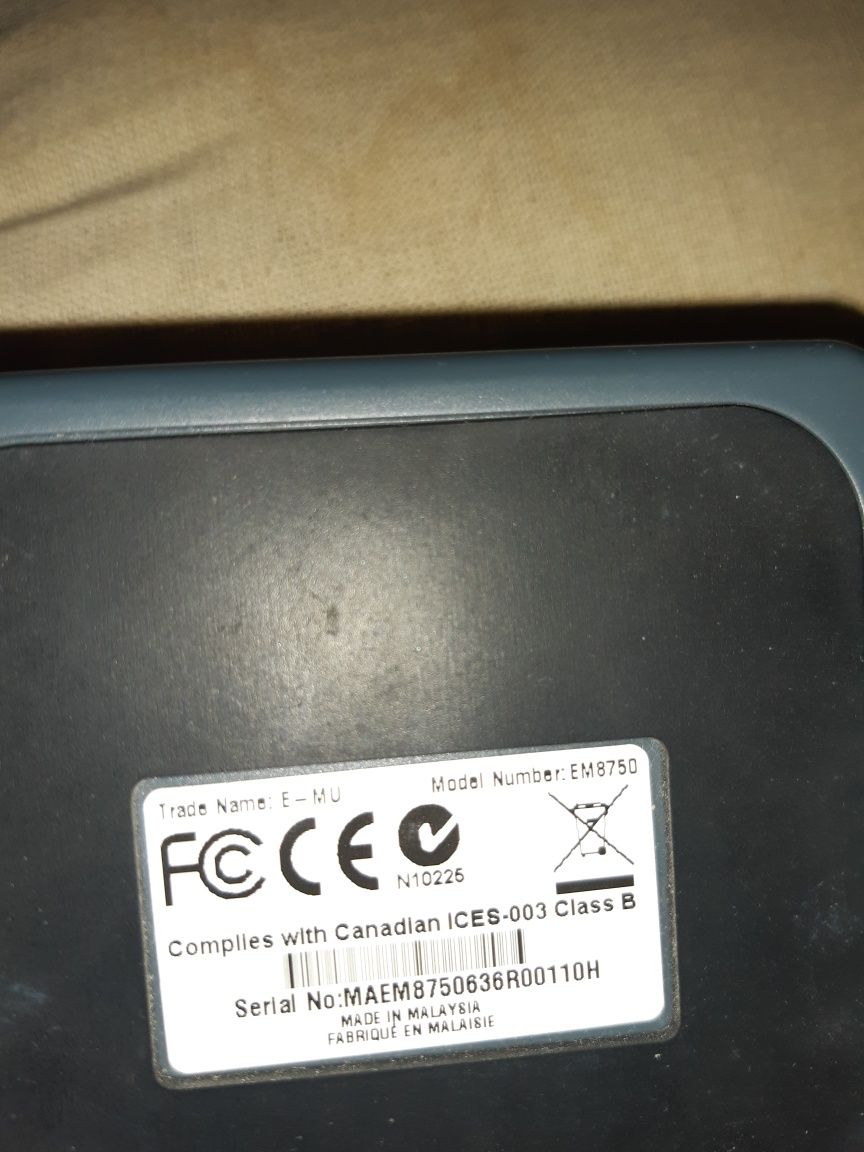 Trade Name: E-MU Model Number: EM8750
FC CE
N10225
Complies with Canadian ICES-003 Class B
Serial No:MAEM8750636R00110H
MADE IN MALAYSIA
FABRIQUÉ EN MALAISIE